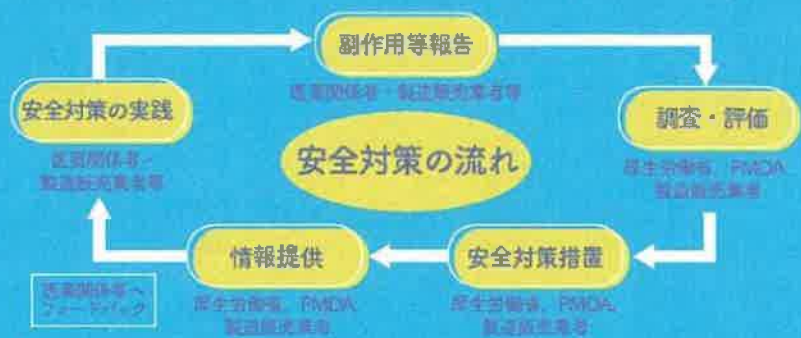 副作用等報告
医薬関係者・製造販売業者等
安全対策の実践
医薬関係者・
製造販売業者等
安全対策の流れ
調査・評価
厚生労働省、PMDA、
製造販売業者
情報提供
厚生労働省、PMDA、
製造販売業者
安全対策措置
厚生労働省、PMDA、
製造販売業者
医薬関係者へ
フィードバック